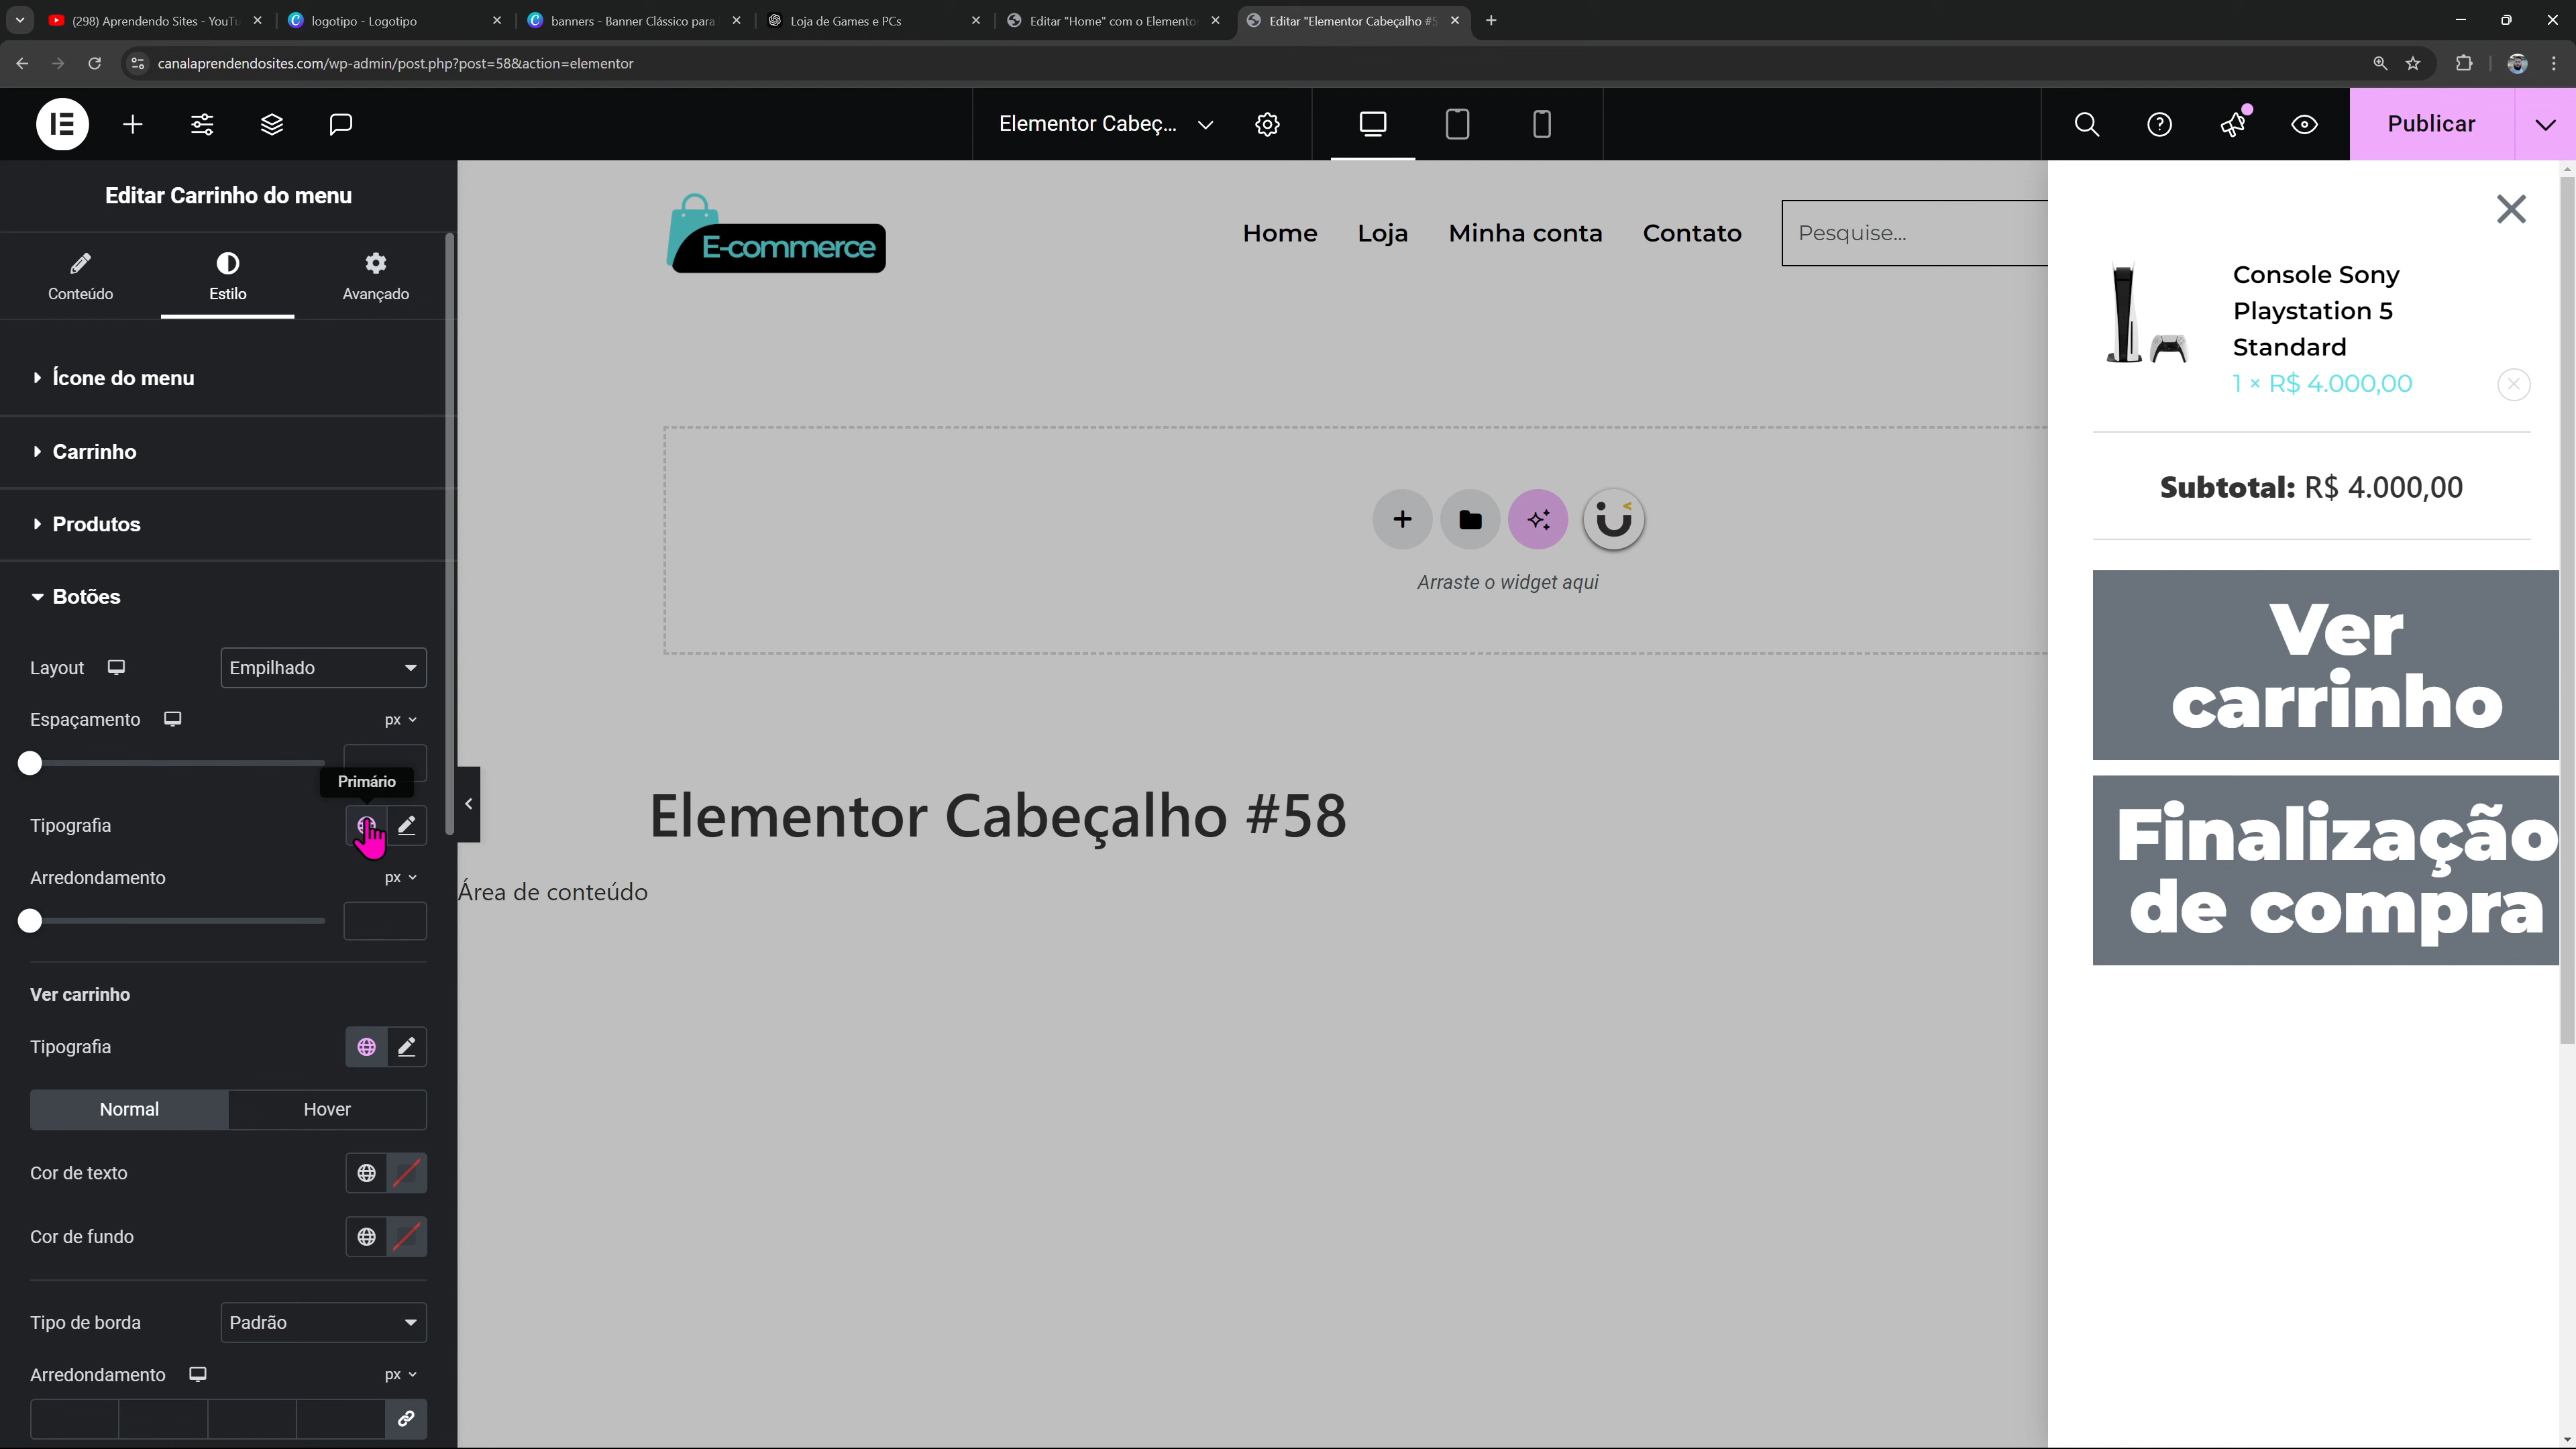 (298) Aprendendo Sites - YouTu
logotipo - Logotipo
banners - Banner Clássico para
Loja de Games e PCs
Editar "Home" com o Elemento
Editar "Elementor Cabeçalho #5
canalaprendendosites.com/wp-admin/post.php?post=58&action=elementor
Elementor Cabeç...
Publicar
Editar Carrinho do menu
Conteúdo
Estilo
Avançado
Ícone do menu
Carrinho
Produtos
Botões
Layout
Empilhado
Espaçamento
px
Primário
Tipografia
Arredondamento
px
Ver carrinho
Tipografia
Normal
Hover
Cor de texto
Cor de fundo
Tipo de borda
Padrão
Arredondamento
px
E-commerce
Home
Loja
Minha conta
Contato
Pesquise...
Arraste o widget aqui
Elementor Cabeçalho #58
Área de conteúdo
Console Sony
Playstation 5
Standard
1 × R$ 4.000,00
Subtotal: R$ 4.000,00
Ver
carrinho
Finalização
de compra